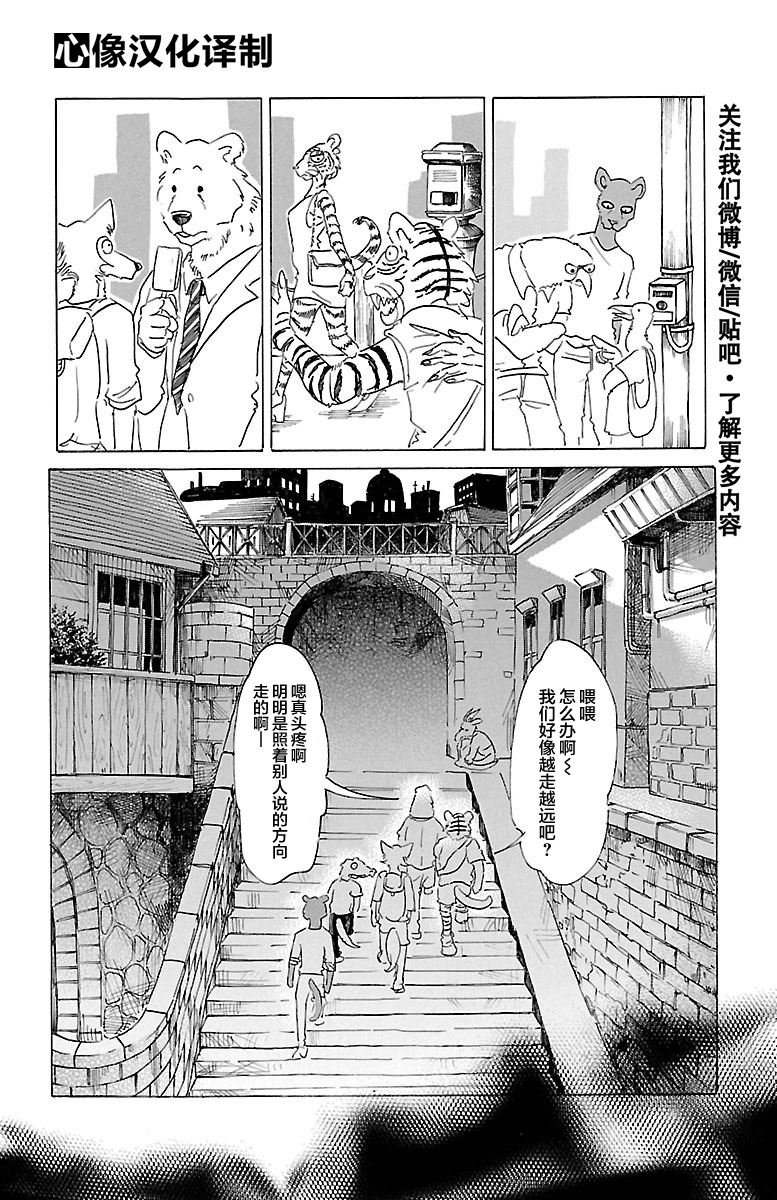 心像汉化译制
关注我们微博/微信/贴吧·了解更多内容
喂喂
怎么办啊~
我们好像越走越远吧？
嗯真头疼啊
明明是照着别人说的方向
走的啊—